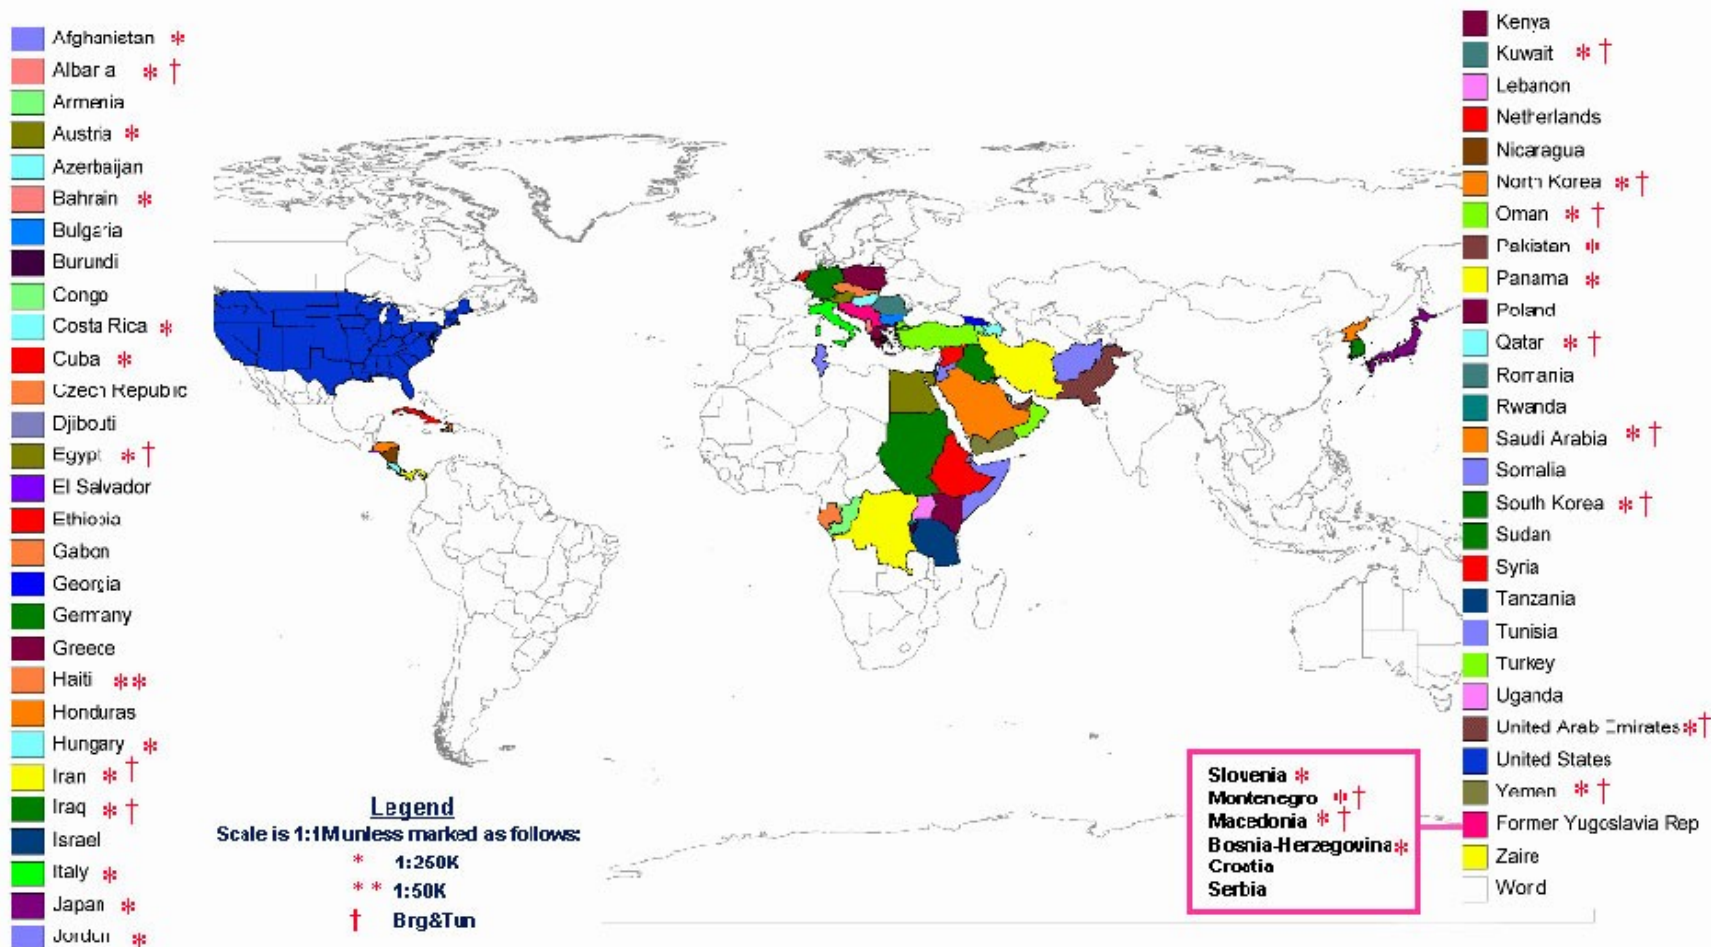 Afghanistan *
Albania * †
Armenia
Austria *
Azerbaijan
Bahrain *
Bulgaria
Burundi
Congo
Costa Rica *
Cuba *
Czech Republic
Djibouti
Egypt * †
El Salvador
Ethiopia
Gabon
Georgia
Germany
Greece
Haiti **
Honduras
Hungary *
Iran * †
Iraq * †
Israel
Italy *
Japan *
Jordan *
Legend
Scale is 1:1M unless marked as follows:
* 1:250K
** 1:50K
† Brg&Tun
Slovenia *
Montenegro * †
Macedonia * †
Bosnia-Herzegovina *
Croatia
Serbia
Kenya
Kuwait * †
Lebanon
Netherlands
Nicaragua
North Korea * †
Oman * †
Pakistan *
Panama *
Poland
Qatar * †
Romania
Rwanda
Saudi Arabia * †
Somalia
South Korea * †
Sudan
Syria
Tanzania
Tunisia
Turkey
Uganda
United Arab Emirates * †
United States
Yemen * †
Former Yugoslavia Rep
Zaire
Word